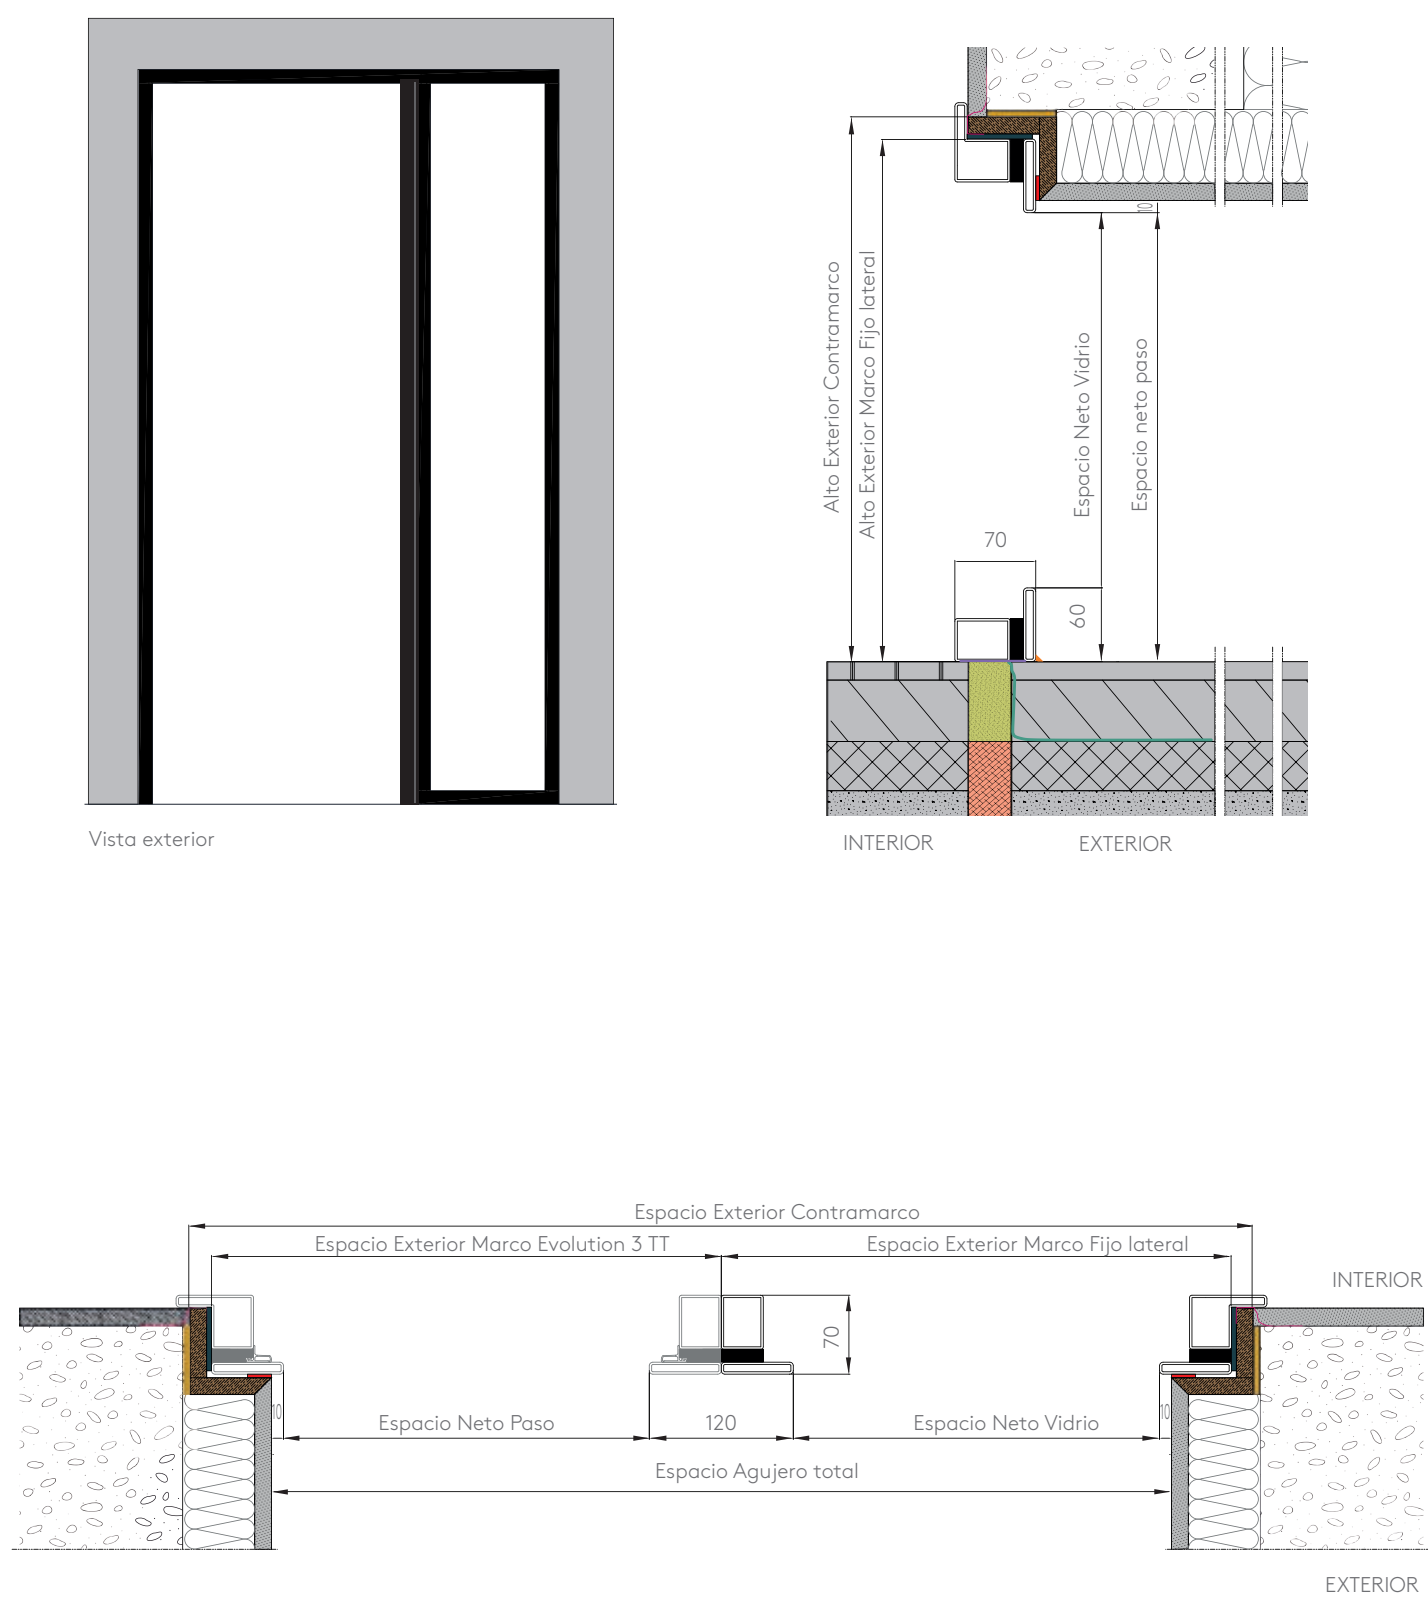 Vista exterior
Alto Exterior Contramarco
Alto Exterior Marco Fijo lateral
10
Espacio Neto Vidrio
Espacio neto paso
70
60
INTERIOR
EXTERIOR
Espacio Exterior Contramarco
Espacio Exterior Marco Evolution 3 TT
Espacio Exterior Marco Fijo lateral
INTERIOR
70
10
Espacio Neto Paso
120
Espacio Neto Vidrio
10
Espacio Agujero total
EXTERIOR